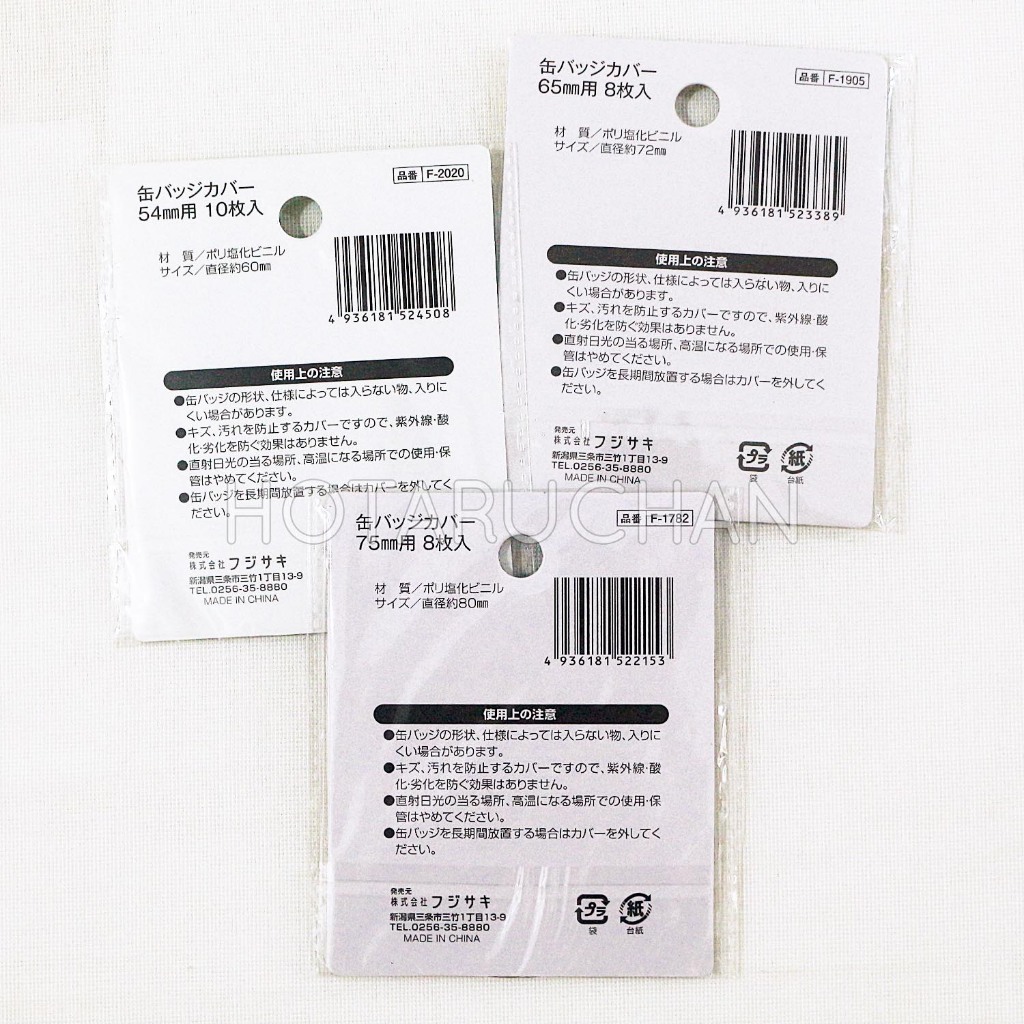 缶バッジカバー
54㎜用 10枚入
品番 F-2020
材 質／ポリ塩化ビニル
サイズ／直径約60㎜
4 936181 524508
使用上の注意
●缶バッジの形状、仕様によっては入らない物、入りに
くい場合があります。
●キズ、汚れを防止するカバーですので、紫外線･酸
化･劣化を防ぐ効果はありません。
●直射日光の当る場所、高温になる場所での使用･保
管はやめてください。
●缶バッジを長期間放置する場合はカバーを外してく
ださい。
発売元
株式会社 フジサキ
新潟県三条市三竹1丁目13-9
TEL.0256-35-8880
MADE IN CHINA
缶バッジカバー
65㎜用 8枚入
品番 F-1905
材 質／ポリ塩化ビニル
サイズ／直径約72㎜
4 936181 523389
使用上の注意
●缶バッジの形状、仕様によっては入らない物、入りに
くい場合があります。
●キズ、汚れを防止するカバーですので、紫外線･酸
化･劣化を防ぐ効果はありません。
●直射日光の当る場所、高温になる場所での使用･保
管はやめてください。
●缶バッジを長期間放置する場合はカバーを外してく
ださい。
発売元
株式会社 フジサキ
新潟県三条市三竹1丁目13-9
TEL.0256-35-8880
MADE IN CHINA
プラ
袋
紙
台紙
HOTARUCHAN
缶バッジカバー
75㎜用 8枚入
品番 F-1782
材 質／ポリ塩化ビニル
サイズ／直径約80㎜
4 936181 522153
使用上の注意
●缶バッジの形状、仕様によっては入らない物、入りに
くい場合があります。
●キズ、汚れを防止するカバーですので、紫外線･酸
化･劣化を防ぐ効果はありません。
●直射日光の当る場所、高温になる場所での使用･保
管はやめてください。
●缶バッジを長期間放置する場合はカバーを外してく
ださい。
発売元
株式会社 フジサキ
新潟県三条市三竹1丁目13-9
TEL.0256-35-8880
MADE IN CHINA
プラ
袋
紙
台紙